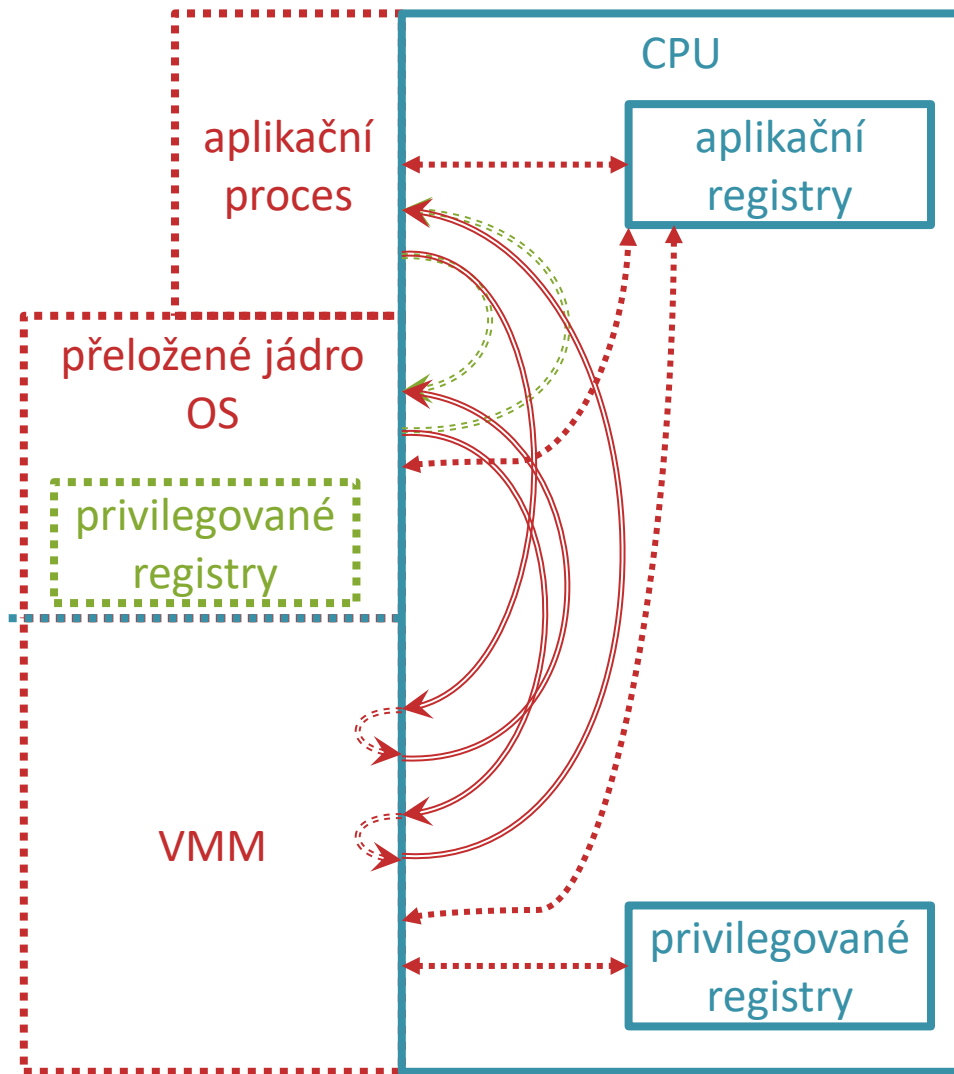 CPU
aplikační
proces
aplikační
registry
přeložené jádro
OS
privilegované
registry
VMM
privilegované
registry